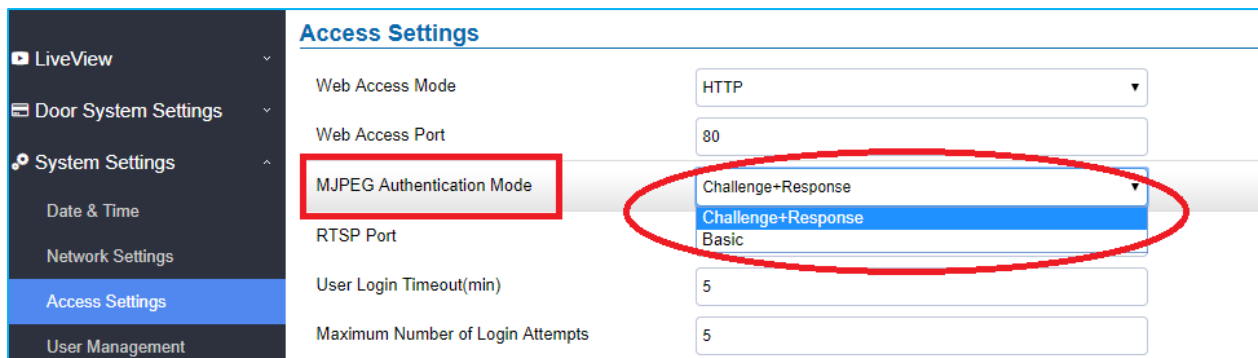 Access Settings
LiveView
Door System Settings
System Settings
Date & Time
Network Settings
Access Settings
User Management
Web Access Mode HTTP
Web Access Port 80
MJPEG Authentication Mode Challenge+Response
Challenge+Response
Basic
RTSP Port
User Login Timeout(min) 5
Maximum Number of Login Attempts 5